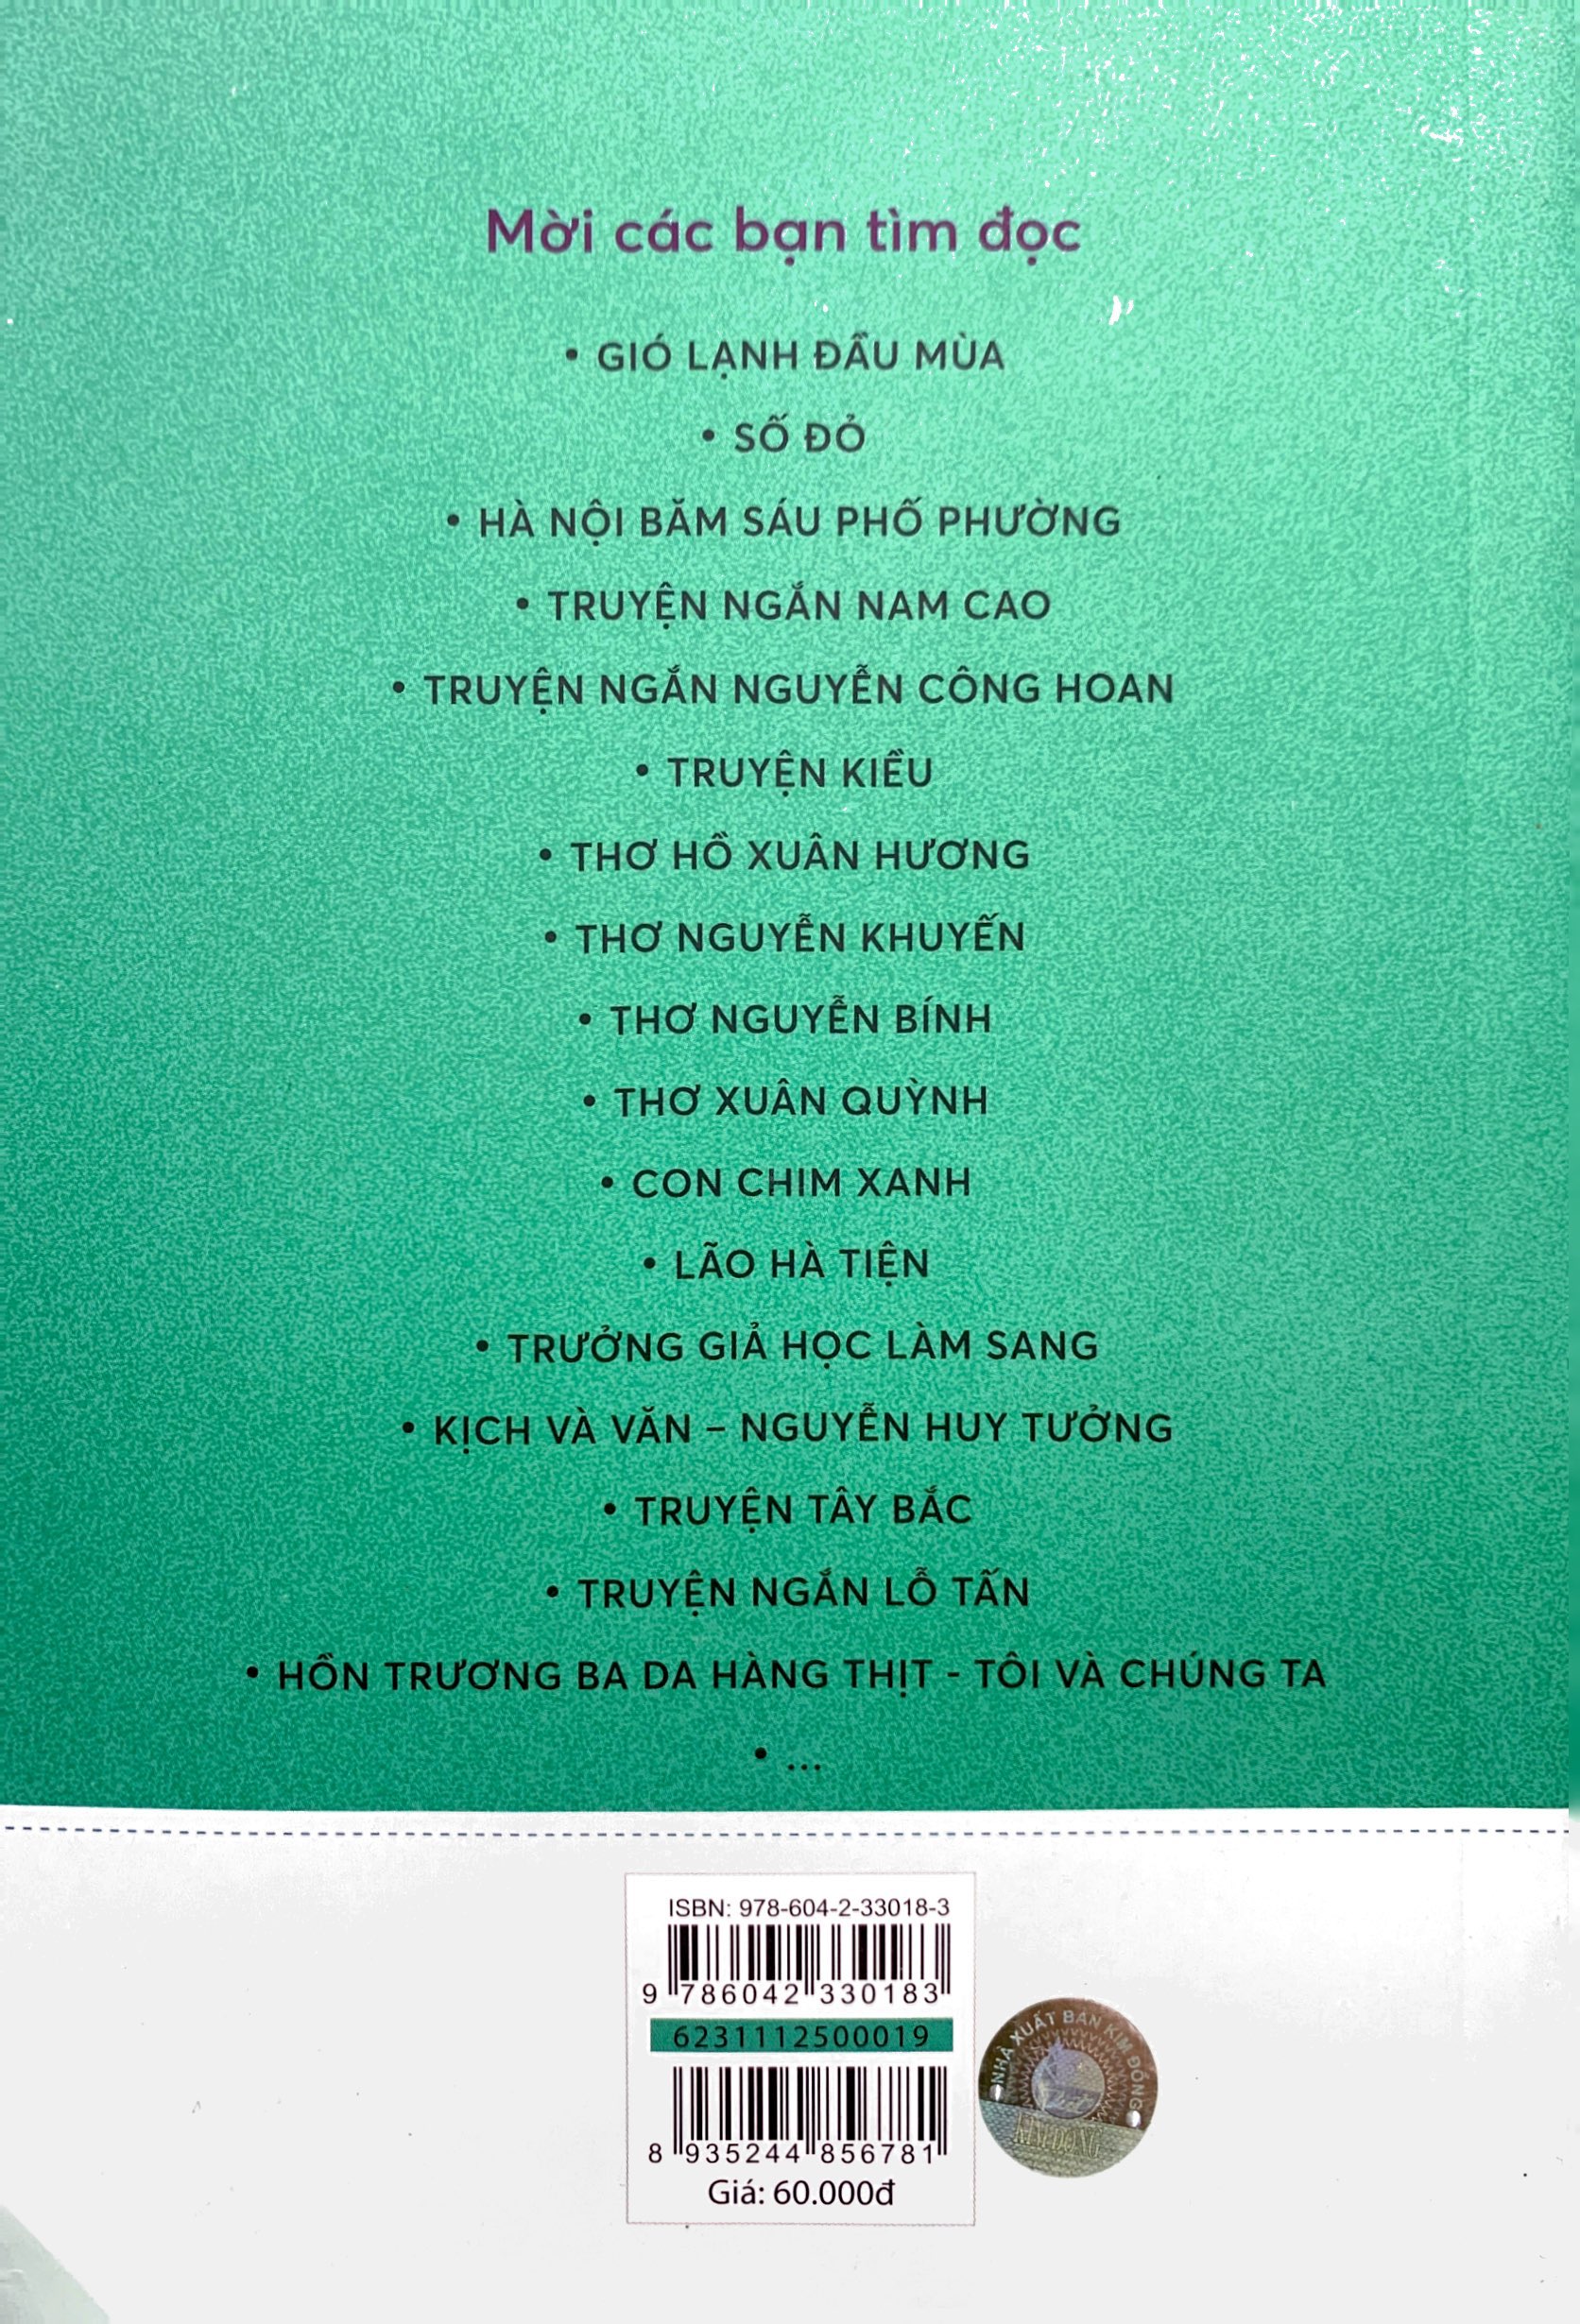 Mời các bạn tìm đọc
• GIÓ LẠNH ĐẦU MÙA
• SỐ ĐỎ
• HÀ NỘI BĂM SÁU PHỐ PHƯỜNG
• TRUYỆN NGẮN NAM CAO
• TRUYỆN NGẮN NGUYỄN CÔNG HOAN
• TRUYỆN KIỀU
• THƠ HỒ XUÂN HƯƠNG
• THƠ NGUYỄN KHUYẾN
• THƠ NGUYỄN BÍNH
• THƠ XUÂN QUỲNH
• CON CHIM XANH
• LÃO HÀ TIỆN
• TRƯỞNG GIẢ HỌC LÀM SANG
• KỊCH VÀ VĂN – NGUYỄN HUY TƯỞNG
• TRUYỆN TÂY BẮC
• TRUYỆN NGẮN LỖ TẤN
• HỒN TRƯƠNG BA DA HÀNG THỊT - TÔI VÀ CHÚNG TA
• ...
ISBN: 978-604-2-33018-3
9 786042 330183
6231112500019
8 935244 856781
Giá: 60.000đ
NHÀ XUẤT BẢN KIM ĐỒNG
KIM ĐỒNG